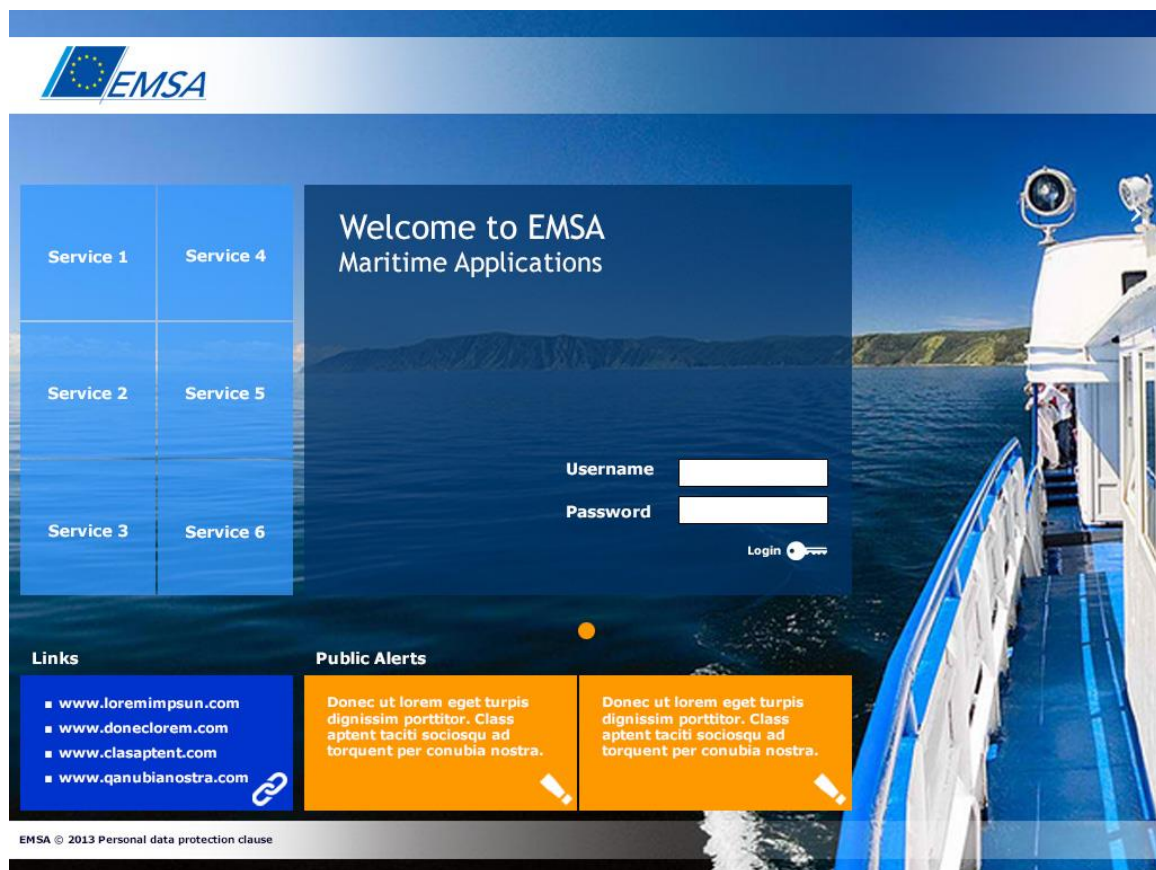 EMSA
Welcome to EMSA
Maritime Applications
Service 1
Service 4
Service 2
Service 5
Service 3
Service 6
Username
Password
Login
Links
www.loremimpsun.com
www.doneclorem.com
www.clasaptent.com
www.qanubianostra.com
Public Alerts
Donec ut lorem eget turpis
dignissim porttitor. Class
aptent taciti sociosqu ad
torquent per conubia nostra.
Donec ut lorem eget turpis
dignissim porttitor. Class
aptent taciti sociosqu ad
torquent per conubia nostra.
EMSA © 2013 Personal data protection clause